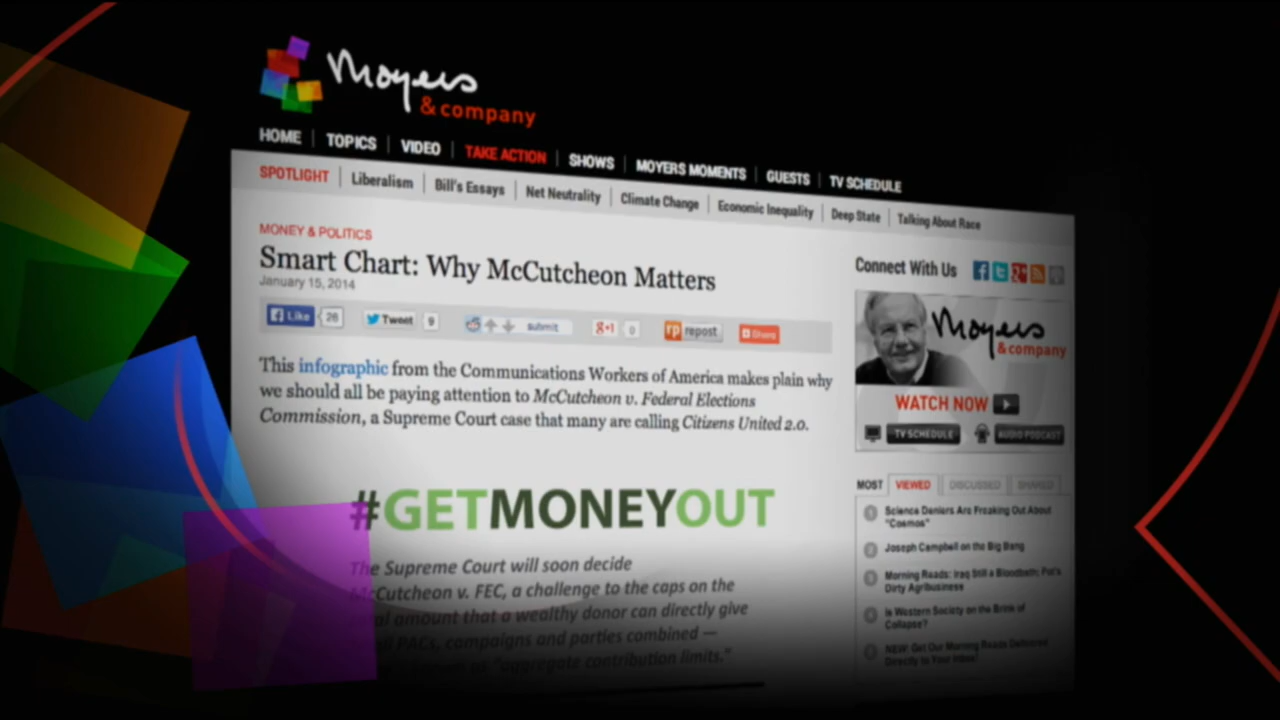 Moyers
& company
HOME TOPICS VIDEO TAKE ACTION SHOWS MOYERS MOMENTS GUESTS TV SCHEDULE
SPOTLIGHT Liberalism Bill's Essays Net Neutrality Climate Change Economic Inequality Deep State Talking About Race
MONEY & POLITICS
Smart Chart: Why McCutcheon Matters
January 15, 2014
Like 26 Tweet 9 submit g+1 0 rp repost Share
This infographic from the Communications Workers of America makes plain why
we should all be paying attention to McCutcheon v. Federal Elections
Commission, a Supreme Court case that many are calling Citizens United 2.0.
#GETMONEYOUT
The Supreme Court will soon decide
McCutcheon v. FEC, a challenge to the caps on the
amount that a wealthy donor can directly give
all PACs, campaigns and parties combined —
as "aggregate contribution limits."
Connect With Us
Moyers
& company
WATCH NOW
TV SCHEDULE AUDIO PODCAST
MOST VIEWED DISCUSSED SHARED
Science Deniers Are Freaking Out About
"Cosmos"
Joseph Campbell on the Big Bang
Morning Reads: Iraq Still a Bloodbath; Pot's
Dirty Agribusiness
Is Western Society on the Brink of
Collapse?
NEW: Get Our Morning Reads Delivered
Directly to Your Inbox!